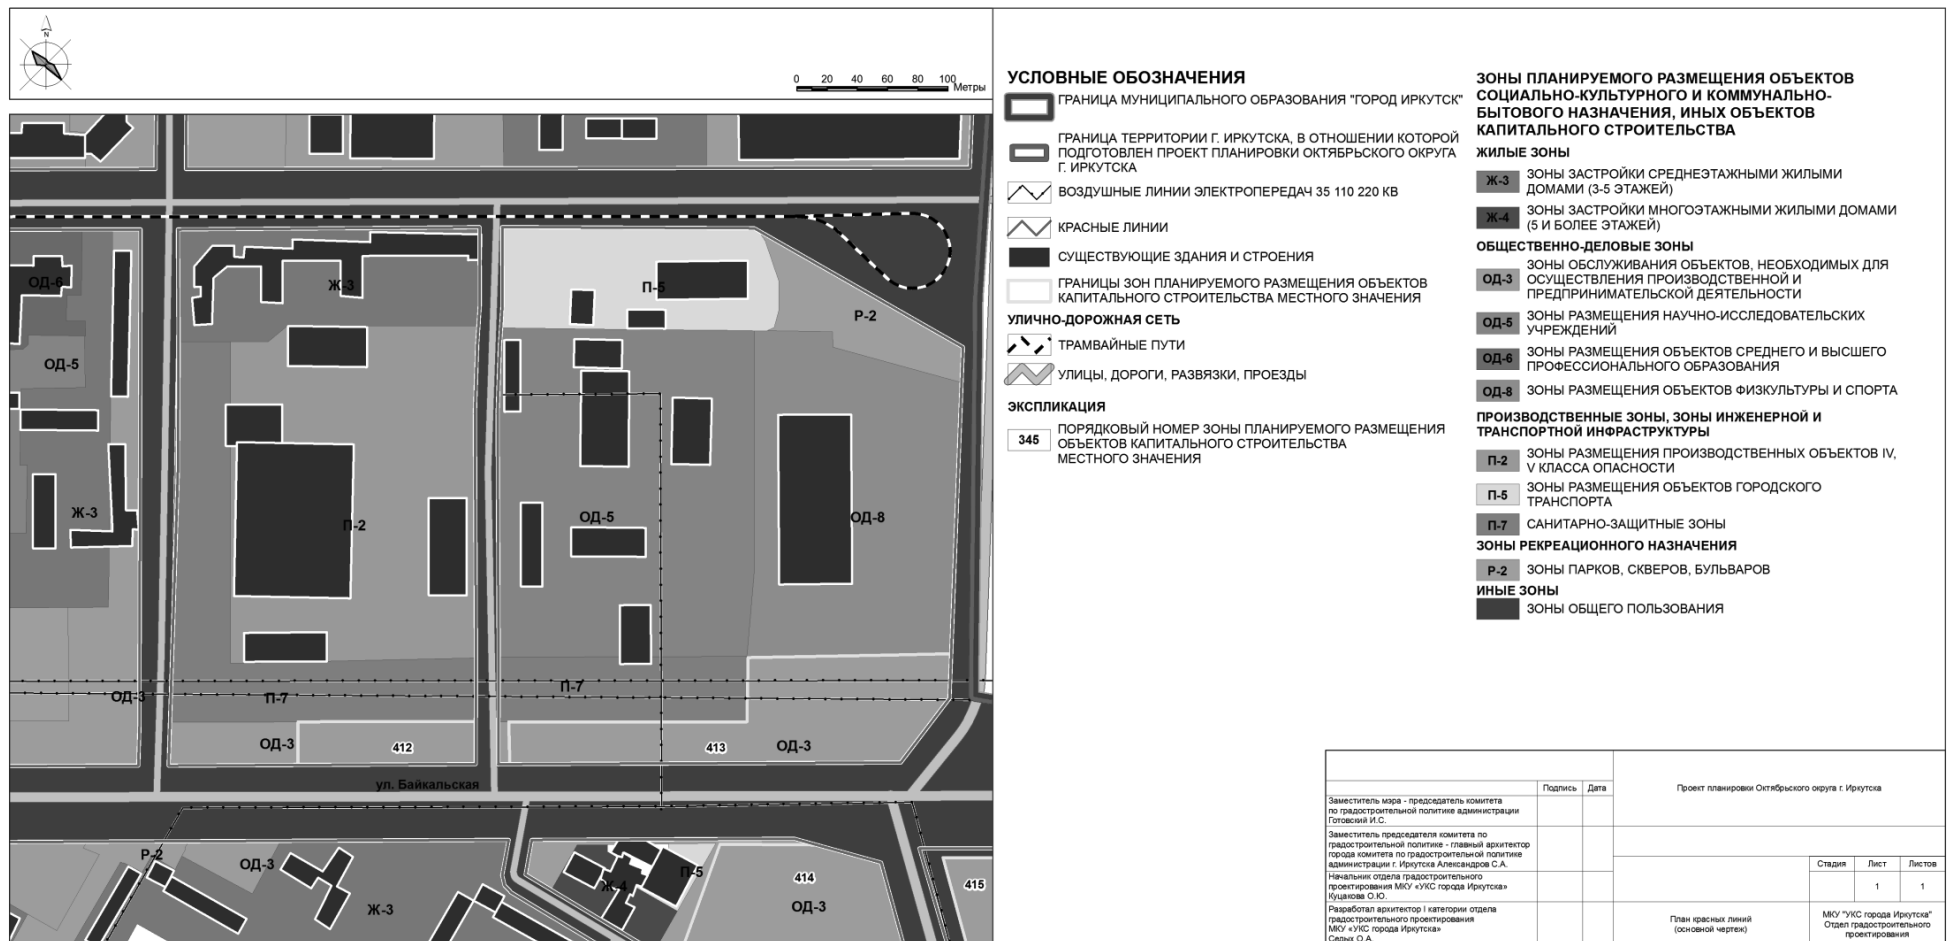 N
0 20 40 60 80 100
Метры
ОД-6
ОД-5
Ж-3
ОД-3
Ж-3
П-2
П-7
ОД-3
412
П-5
Р-2
ОД-5
ОД-8
П-7
413
ОД-3
ул. Байкальская
Р-2
ОД-3
Ж-3
Ж-4
П-5
414
ОД-3
415
УСЛОВНЫЕ ОБОЗНАЧЕНИЯ
ГРАНИЦА МУНИЦИПАЛЬНОГО ОБРАЗОВАНИЯ "ГОРОД ИРКУТСК"
ГРАНИЦА ТЕРРИТОРИИ Г. ИРКУТСКА, В ОТНОШЕНИИ КОТОРОЙ
ПОДГОТОВЛЕН ПРОЕКТ ПЛАНИРОВКИ ОКТЯБРЬСКОГО ОКРУГА
Г. ИРКУТСКА
ВОЗДУШНЫЕ ЛИНИИ ЭЛЕКТРОПЕРЕДАЧ 35 110 220 КВ
КРАСНЫЕ ЛИНИИ
СУЩЕСТВУЮЩИЕ ЗДАНИЯ И СТРОЕНИЯ
ГРАНИЦЫ ЗОН ПЛАНИРУЕМОГО РАЗМЕЩЕНИЯ ОБЪЕКТОВ
КАПИТАЛЬНОГО СТРОИТЕЛЬСТВА МЕСТНОГО ЗНАЧЕНИЯ
УЛИЧНО-ДОРОЖНАЯ СЕТЬ
ТРАМВАЙНЫЕ ПУТИ
УЛИЦЫ, ДОРОГИ, РАЗВЯЗКИ, ПРОЕЗДЫ
ЭКСПЛИКАЦИЯ
345 ПОРЯДКОВЫЙ НОМЕР ЗОНЫ ПЛАНИРУЕМОГО РАЗМЕЩЕНИЯ
ОБЪЕКТОВ КАПИТАЛЬНОГО СТРОИТЕЛЬСТВА
МЕСТНОГО ЗНАЧЕНИЯ
ЗОНЫ ПЛАНИРУЕМОГО РАЗМЕЩЕНИЯ ОБЪЕКТОВ
СОЦИАЛЬНО-КУЛЬТУРНОГО И КОММУНАЛЬНО-
БЫТОВОГО НАЗНАЧЕНИЯ, ИНЫХ ОБЪЕКТОВ
КАПИТАЛЬНОГО СТРОИТЕЛЬСТВА
ЖИЛЫЕ ЗОНЫ
Ж-3 ЗОНЫ ЗАСТРОЙКИ СРЕДНЕЭТАЖНЫМИ ЖИЛЫМИ
ДОМАМИ (3-5 ЭТАЖЕЙ)
Ж-4 ЗОНЫ ЗАСТРОЙКИ МНОГОЭТАЖНЫМИ ЖИЛЫМИ ДОМАМИ
(5 И БОЛЕЕ ЭТАЖЕЙ)
ОБЩЕСТВЕННО-ДЕЛОВЫЕ ЗОНЫ
ОД-3 ЗОНЫ ОБСЛУЖИВАНИЯ ОБЪЕКТОВ, НЕОБХОДИМЫХ ДЛЯ
ОСУЩЕСТВЛЕНИЯ ПРОИЗВОДСТВЕННОЙ И
ПРЕДПРИНИМАТЕЛЬСКОЙ ДЕЯТЕЛЬНОСТИ
ОД-5 ЗОНЫ РАЗМЕЩЕНИЯ НАУЧНО-ИССЛЕДОВАТЕЛЬСКИХ
УЧРЕЖДЕНИЙ
ОД-6 ЗОНЫ РАЗМЕЩЕНИЯ ОБЪЕКТОВ СРЕДНЕГО И ВЫСШЕГО
ПРОФЕССИОНАЛЬНОГО ОБРАЗОВАНИЯ
ОД-8 ЗОНЫ РАЗМЕЩЕНИЯ ОБЪЕКТОВ ФИЗКУЛЬТУРЫ И СПОРТА
ПРОИЗВОДСТВЕННЫЕ ЗОНЫ, ЗОНЫ ИНЖЕНЕРНОЙ И
ТРАНСПОРТНОЙ ИНФРАСТРУКТУРЫ
П-2 ЗОНЫ РАЗМЕЩЕНИЯ ПРОИЗВОДСТВЕННЫХ ОБЪЕКТОВ IV,
V КЛАССА ОПАСНОСТИ
П-5 ЗОНЫ РАЗМЕЩЕНИЯ ОБЪЕКТОВ ГОРОДСКОГО
ТРАНСПОРТА
П-7 САНИТАРНО-ЗАЩИТНЫЕ ЗОНЫ
ЗОНЫ РЕКРЕАЦИОННОГО НАЗНАЧЕНИЯ
Р-2 ЗОНЫ ПАРКОВ, СКВЕРОВ, БУЛЬВАРОВ
ИНЫЕ ЗОНЫ
ЗОНЫ ОБЩЕГО ПОЛЬЗОВАНИЯ
Подпись Дата
Проект планировки Октябрьского округа г. Иркутска
Заместитель мэра - председатель комитета
по градостроительной политике администрации
Готовский И.С.
Заместитель председателя комитета по
градостроительной политике - главный архитектор
города комитета по градостроительной политике
администрации г. Иркутска Александров С.А.
Начальник отдела градостроительного
проектирования МКУ «УКС города Иркутска»
Куцакова О.Ю.
Разработал архитектор I категории отдела
градостроительного проектирования
МКУ «УКС города Иркутска»
Седых О.А.
Стадия Лист Листов
1 1
План красных линий
(основной чертеж)
МКУ "УКС города Иркутска"
Отдел градостроительного
проектирования